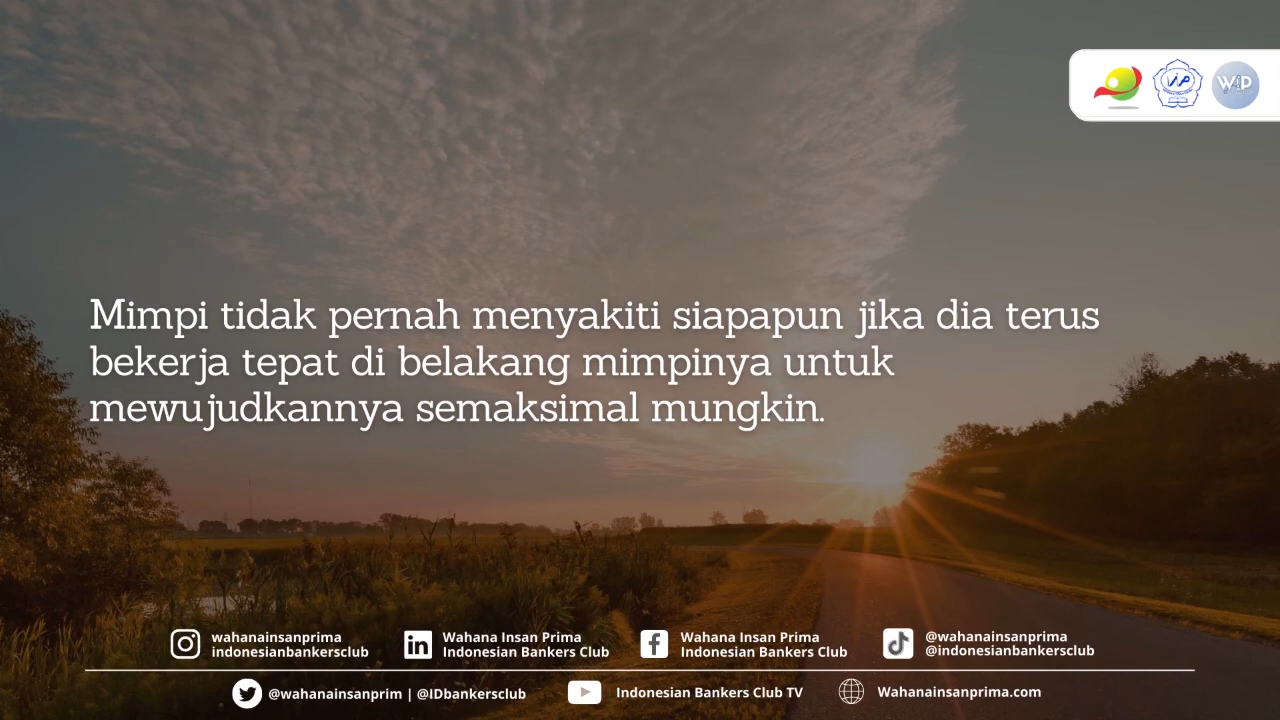 WiP
Mimpi tidak pernah menyakiti siapapun jika dia terus
bekerja tepat di belakang mimpinya untuk
mewujudkannya semaksimal mungkin.
wahanainsanprima
indonesianbankersclub
Wahana Insan Prima
Indonesian Bankers Club
Wahana Insan Prima
Indonesian Bankers Club
@wahanainsanprima
@indonesianbankersclub
@wahanainsanprim | @IDbankersclub
Indonesian Bankers Club TV
Wahanainsanprima.com